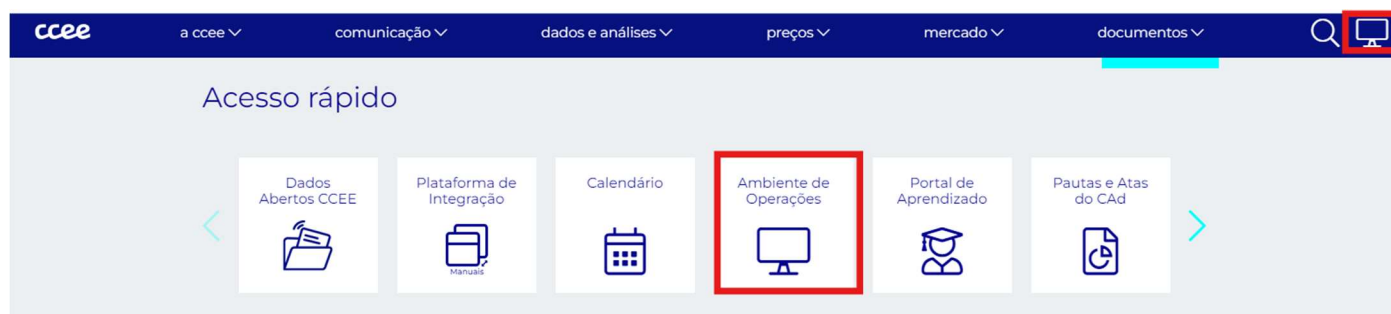 ccee a ccee comunicação dados e análises preços mercado documentos
Acesso rápido
Dados
Abertos CCEE
Plataforma de
Integração
Manuais
Calendário
Ambiente de
Operações
Portal de
Aprendizado
Pautas e Atas
do CAd